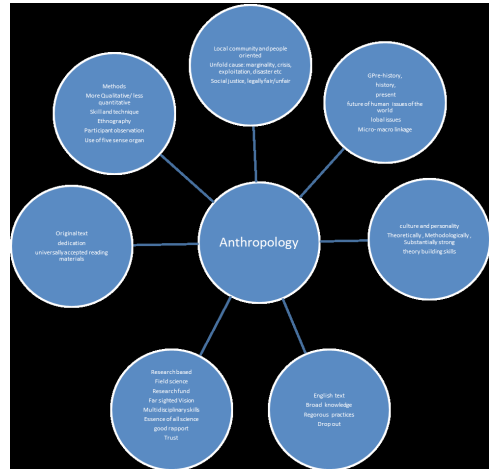 Local community and people
oriented
Unfold cause: marginality, crisis,
exploitation, disaster etc
Social justice, legally fair/unfair
GPre-history,
history,
present
future of human issues of the
world
lobal issues
Micro-macro linkage
Methods
More Qualitative/ less
quantitative
Skill and technique
Ethnography
Participant observation
Use of five sense organ
Anthropology
culture and personality
Theoretically , Methodologically ,
Substantially strong
theory building skills
Original text
dedication
universally accepted reading
materials
Research based
Field science
Research fund
Far sighted Vision
Multidisciplinary skills
Essence of all science
good rapport
Trust
English text
Broad knowledge
Regorous practices
Drop out